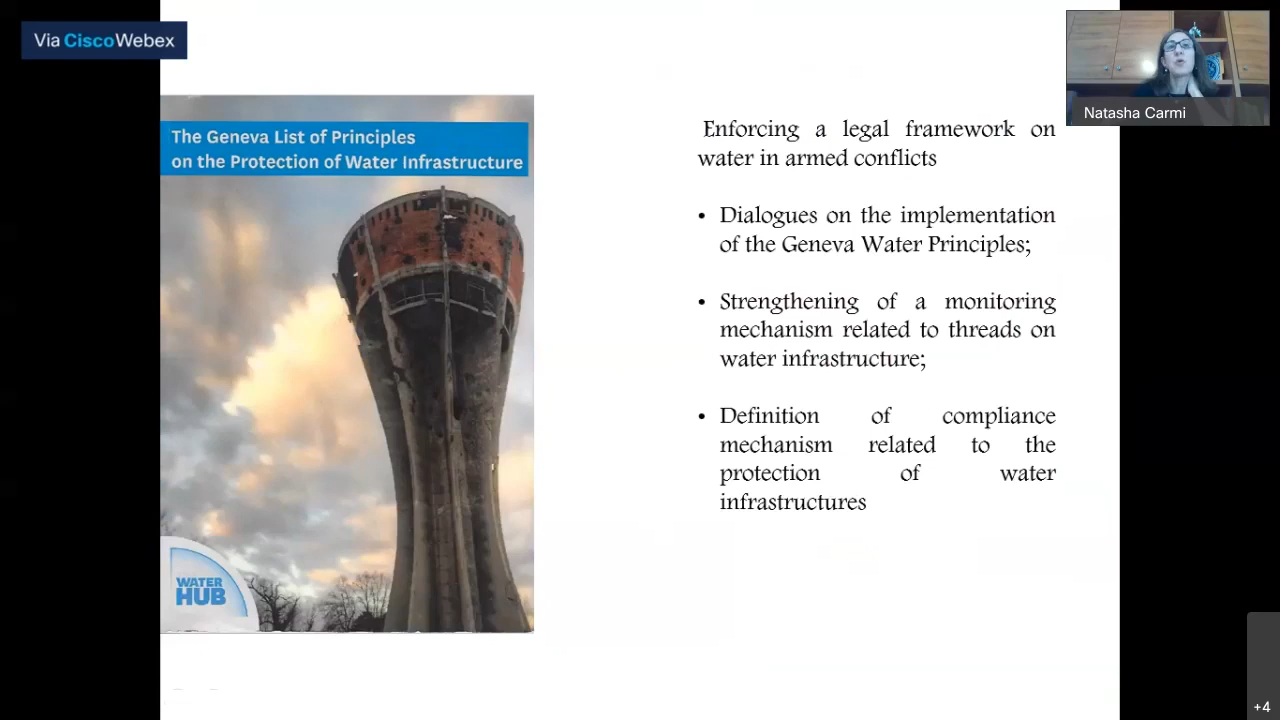 Via Cisco Webex
Natasha Carmi
The Geneva List of Principles
on the Protection of Water Infrastructure
WATER
HUB
Enforcing a legal framework on
water in armed conflicts
• Dialogues on the implementation
of the Geneva Water Principles;
• Strengthening of a monitoring
mechanism related to threads on
water infrastructure;
• Definition of compliance
mechanism related to the
protection of water
infrastructures
+4